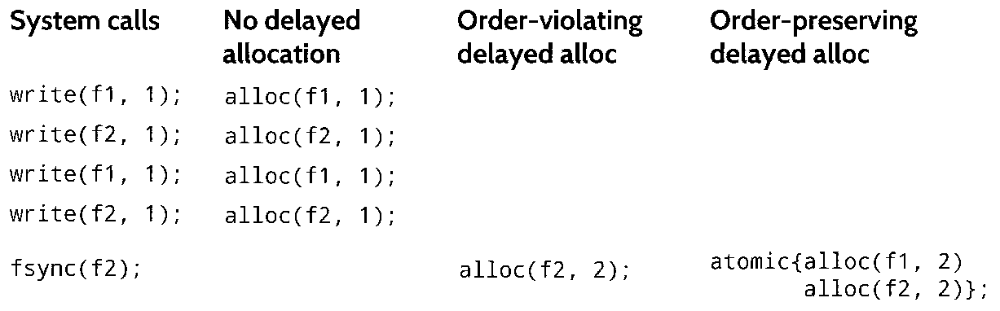 System calls No delayed allocation Order-violating delayed alloc Order-preserving delayed alloc
write(f1, 1); alloc(f1, 1);
write(f2, 1); alloc(f2, 1);
write(f1, 1); alloc(f1, 1);
write(f2, 1); alloc(f2, 1);
fsync(f2); alloc(f2, 2); atomic{alloc(f1, 2)
alloc(f2, 2)};